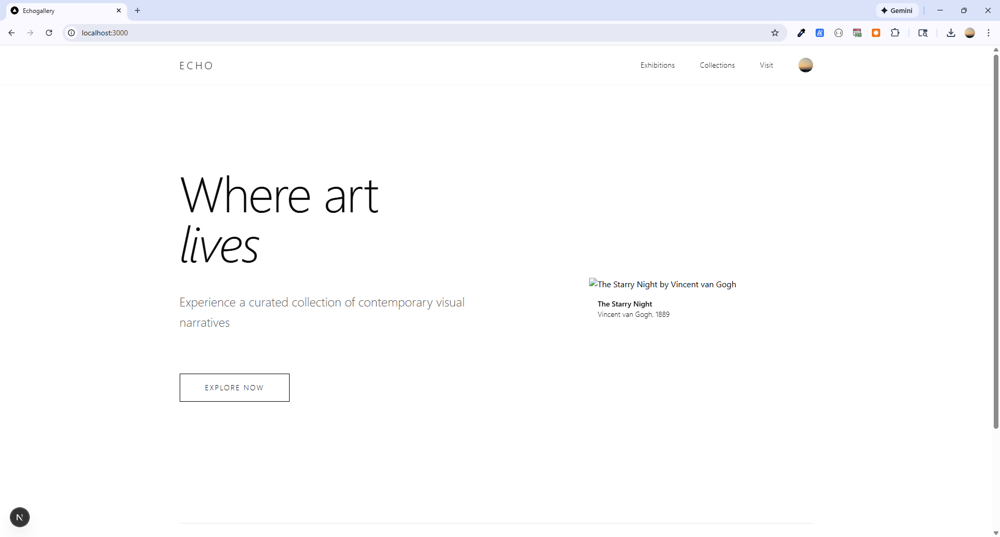 Echogallery
Gemini
localhost:3000
ECHO
Exhibitions
Collections
Visit
Where art
lives
Experience a curated collection of contemporary visual
narratives
EXPLORE NOW
The Starry Night by Vincent van Gogh
The Starry Night
Vincent van Gogh, 1889
N